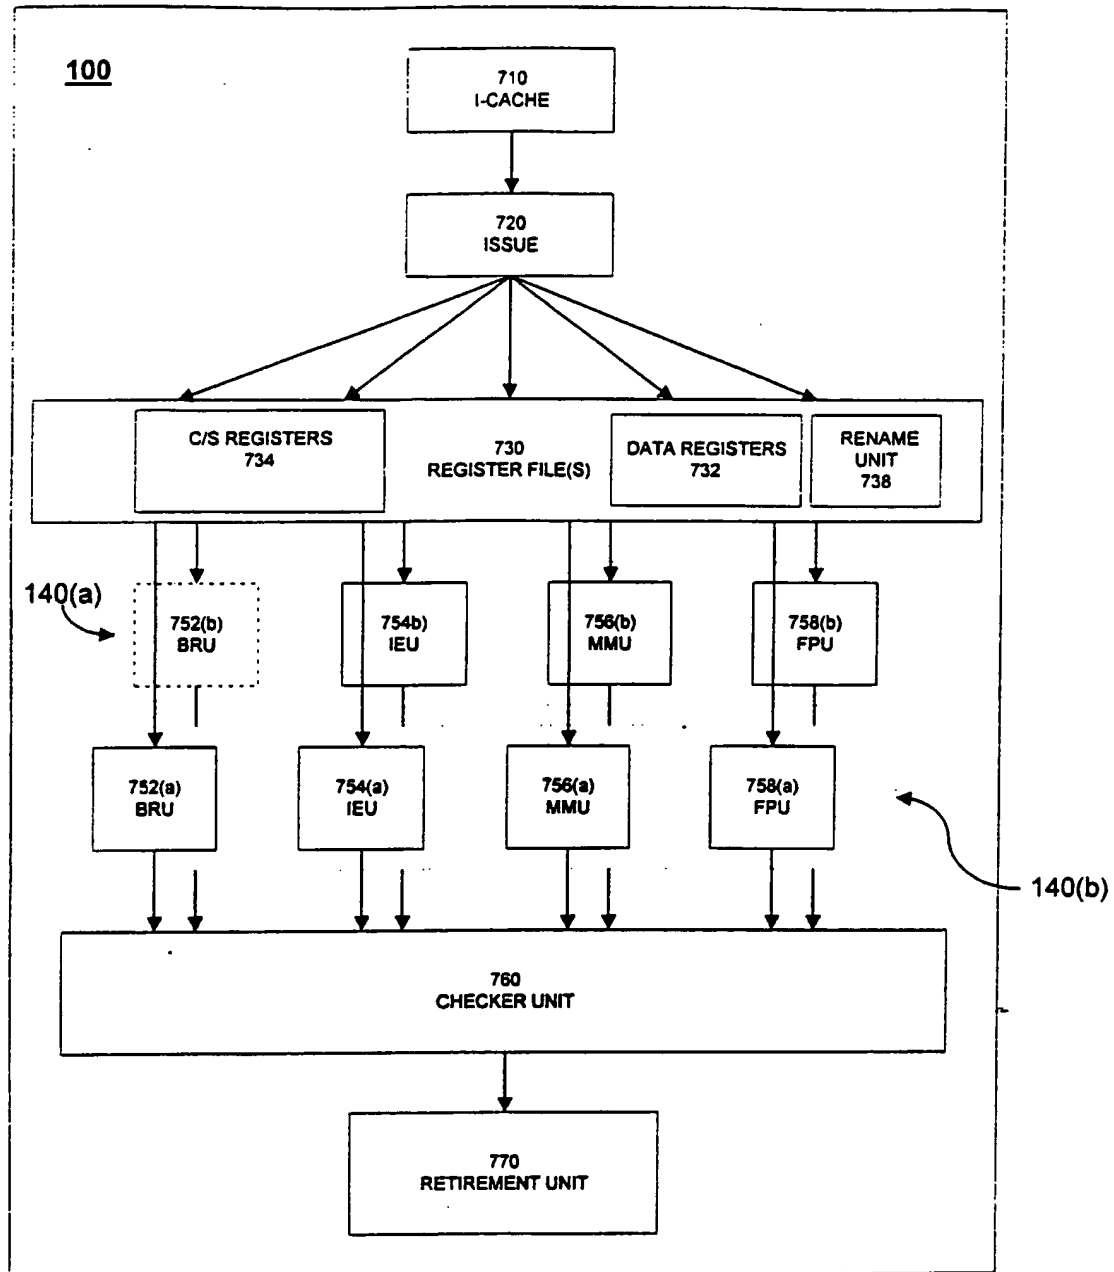 100
710
I-CACHE
720
ISSUE
C/S REGISTERS
734
730
REGISTER FILE(S)
DATA REGISTERS
732
RENAME
UNIT
738
140(a)
752(b)
BRU
754b)
IEU
756(b)
MMU
758(b)
FPU
752(a)
BRU
754(a)
IEU
756(a)
MMU
758(a)
FPU
140(b)
760
CHECKER UNIT
770
RETIREMENT UNIT